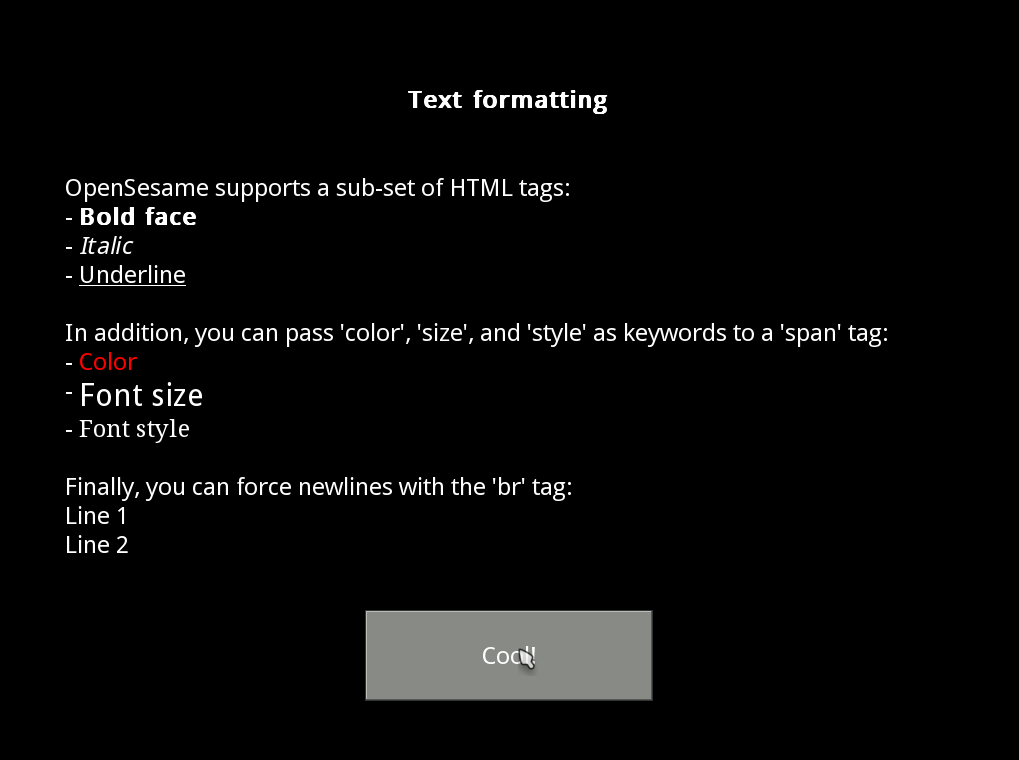 Text formatting
OpenSesame supports a sub-set of HTML tags:
- Bold face
- Italic
- Underline
In addition, you can pass 'color', 'size', and 'style' as keywords to a 'span' tag:
- Color
- Font size
- Font style
Finally, you can force newlines with the 'br' tag:
Line 1
Line 2
Cool!